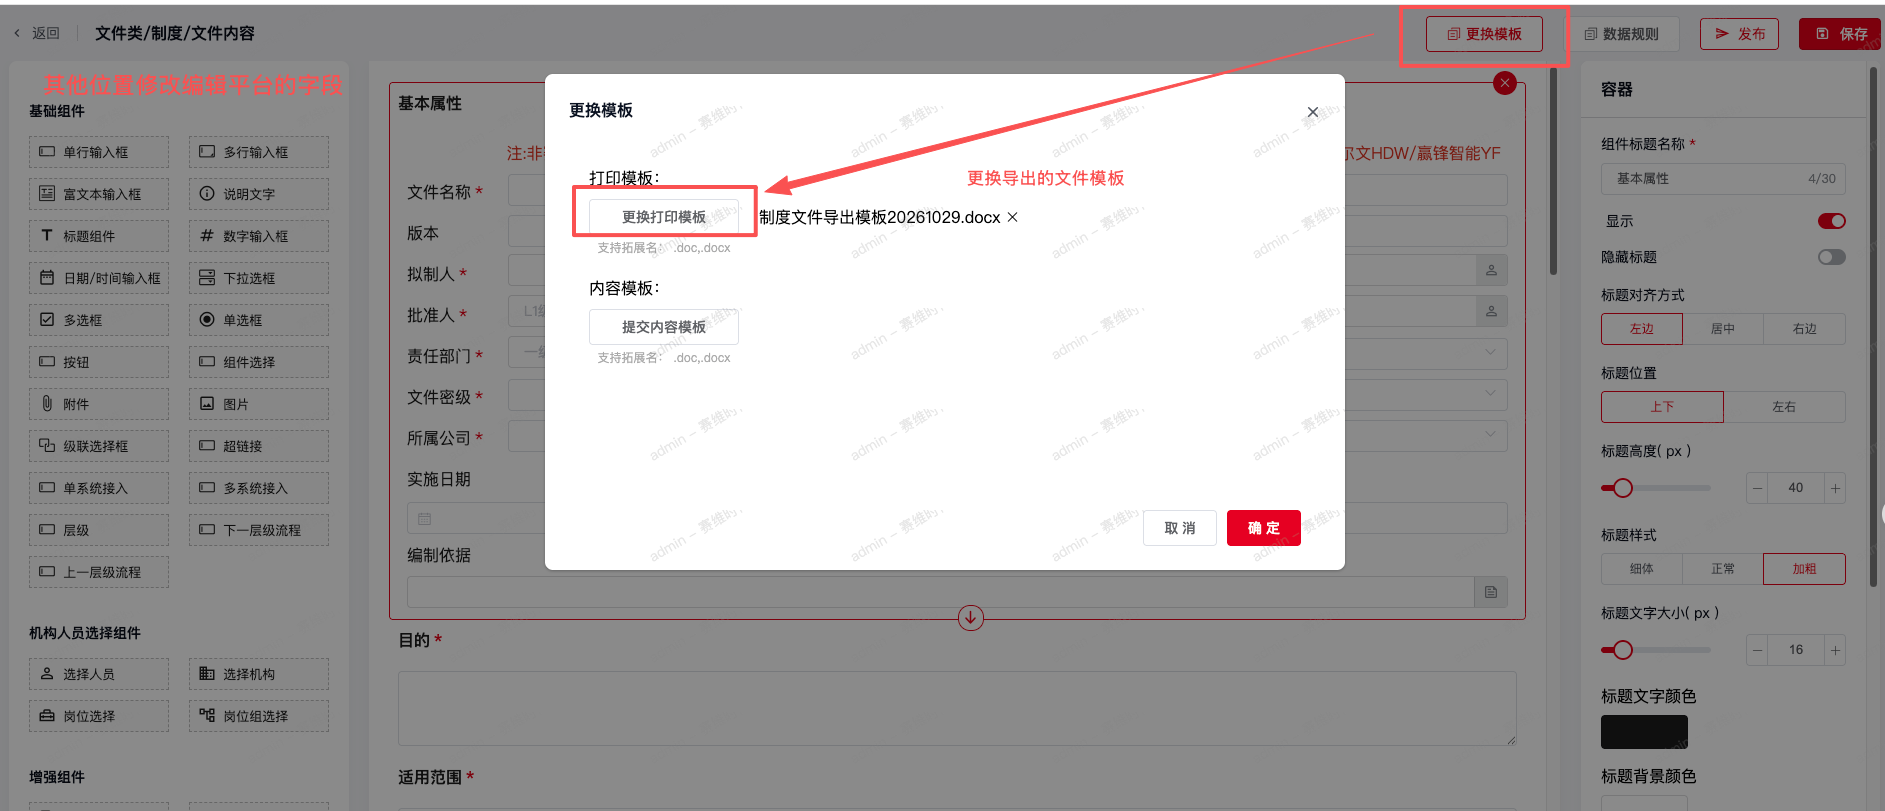 返回
文件类/制度/文件内容
更换模板
数据规则
发布
保存
其他位置修改编辑平台的字段
基础组件
单行输入框
多行输入框
富文本输入框
说明文字
标题组件
数字输入框
日期/时间输入框
下拉选框
多选框
单选框
按钮
组件选择
附件
图片
级联选择框
超链接
单系统接入
多系统接入
层级
下一层级流程
上一层级流程
机构人员选择组件
选择人员
选择机构
岗位选择
岗位组选择
增强组件
基本属性
注:非
尔文HDW/赢锋智能YF
文件名称 *
版本
拟制人 *
批准人 *
责任部门 *
文件密级 *
所属公司 *
实施日期
编制依据
目的 *
适用范围 *
更换模板
打印模板：
更换打印模板
制度文件导出模板20261029.docx
支持拓展名： .doc,.docx
更换导出的文件模板
内容模板：
提交内容模板
支持拓展名： .doc,.docx
取 消
确 定
容器
组件标题名称 *
基本属性
4/30
显示
隐藏标题
标题对齐方式
左边
居中
右边
标题位置
上下
左右
标题高度( px )
40
标题样式
细体
正常
加粗
标题文字大小( px )
16
标题文字颜色
标题背景颜色